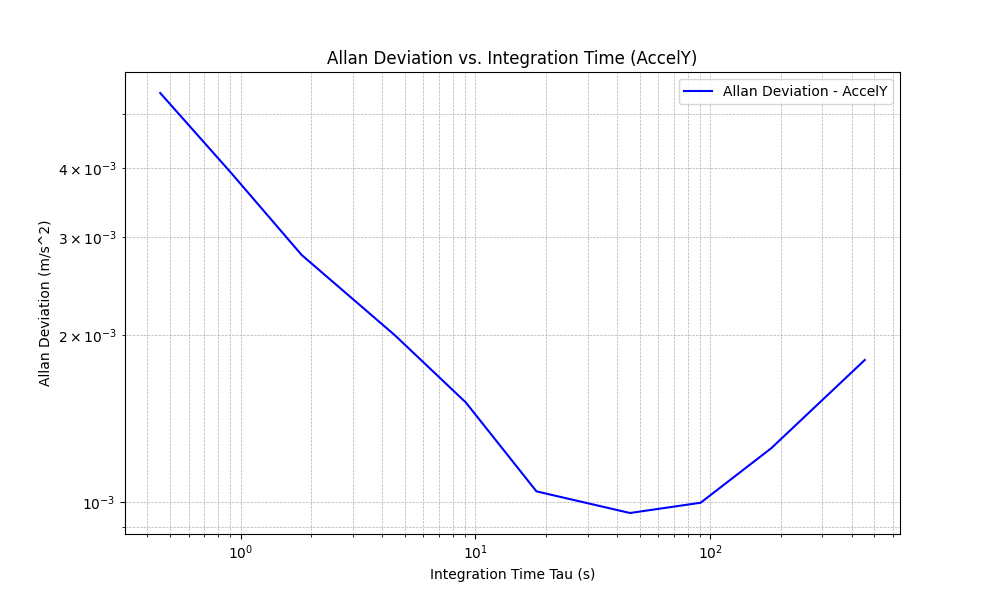 Allan Deviation vs. Integration Time (AccelY)
Allan Deviation - AccelY
Allan Deviation (m/s^2)
4 × 10⁻³
3 × 10⁻³
2 × 10⁻³
10⁻³
10⁰ 10¹ 10²
Integration Time Tau (s)